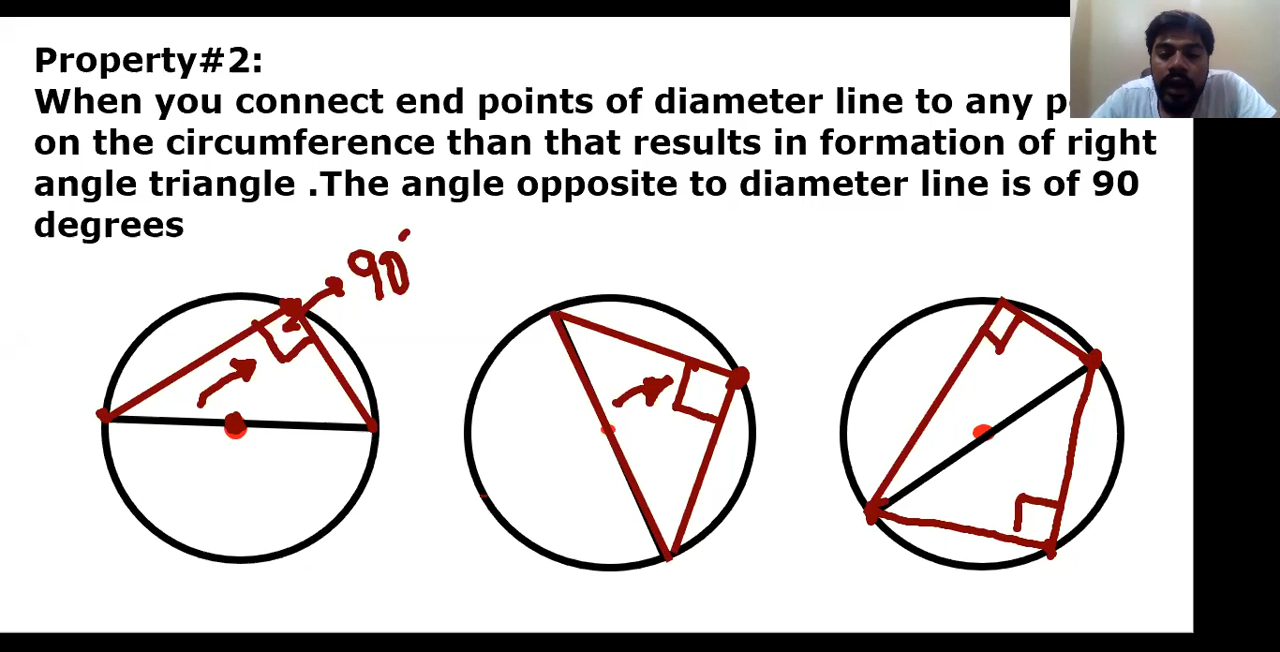 Property#2:
When you connect end points of diameter line to any
on the circumference than that results in formation of right
angle triangle .The angle opposite to diameter line is of 90
degrees
90°